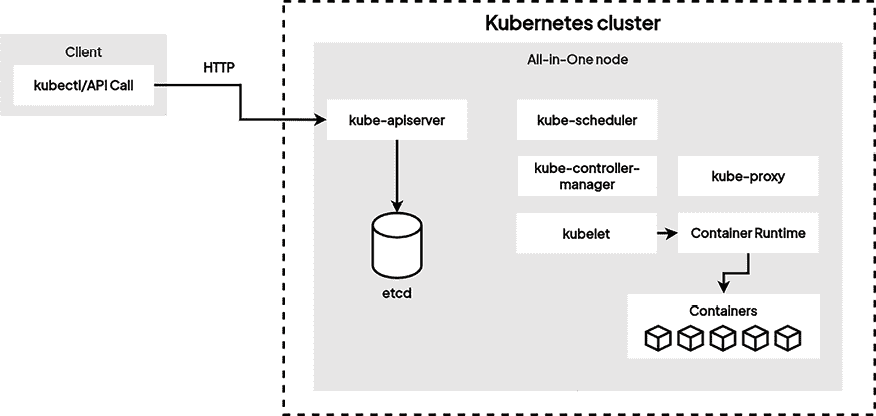 Kubernetes cluster
Client
kubectl/API Call
HTTP
All-in-One node
kube-apiserver
etcd
kube-scheduler
kube-controller-
manager
kube-proxy
kubelet
Container Runtime
Containers